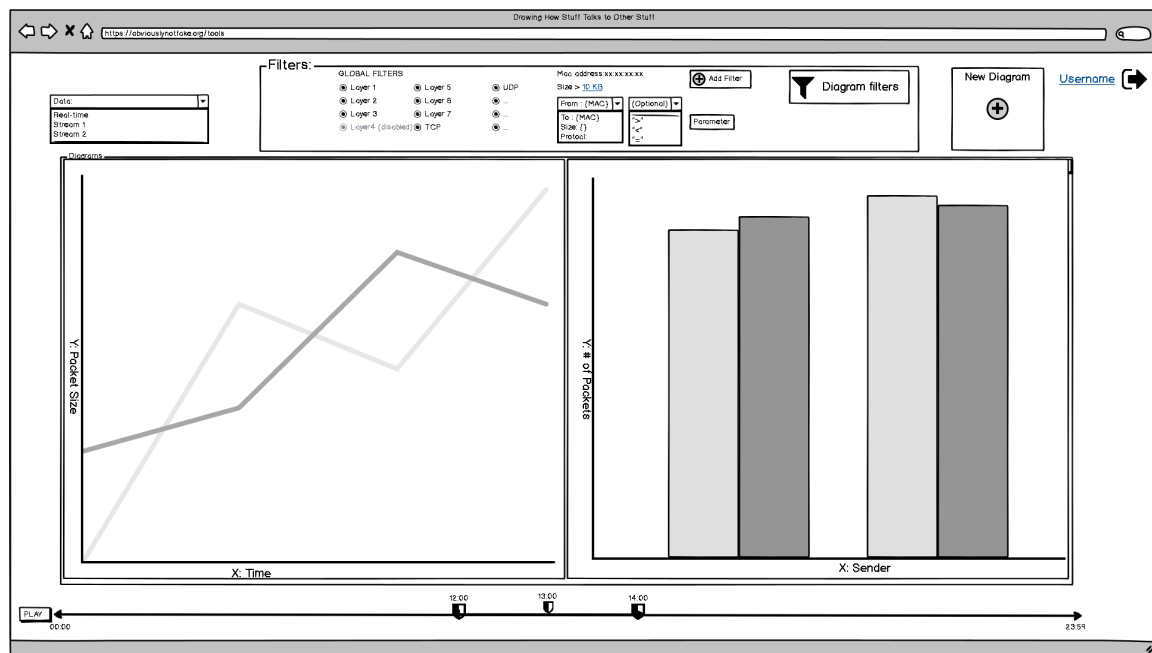 Drawing How Stuff Talks to Other Stuff
https://obviouslynotfake.org/tools
Filters:
GLOBAL FILTERS
Layer 1
Layer 2
Layer 3
Layer4 (disabled)
Layer 5
Layer 6
Layer 7
TCP
UDP
...
...
Mac address:xx:xx:xx:xx
Size > 10 KB
From : {MAC}
To : {MAC}
Size: {}
Protool:
(Optional)
">"
"<"
"="
Add Filter
Parameter
Diagram filters
New Diagram
Username
Data:
Real-time
Stream 1
Stream 2
Diagrams
Y: Packet Size
X: Time
Y: # of Packets
X: Sender
PLAY
00:00
12:00
13:00
14:00
23:59